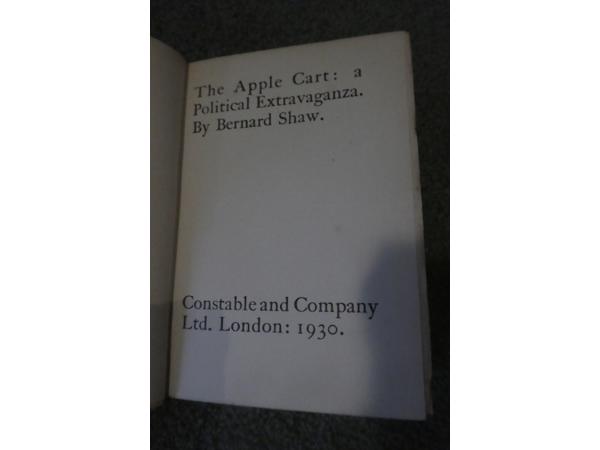 The Apple Cart: a
Political Extravaganza.
By Bernard Shaw.
Constable and Company
Ltd. London: 1930.